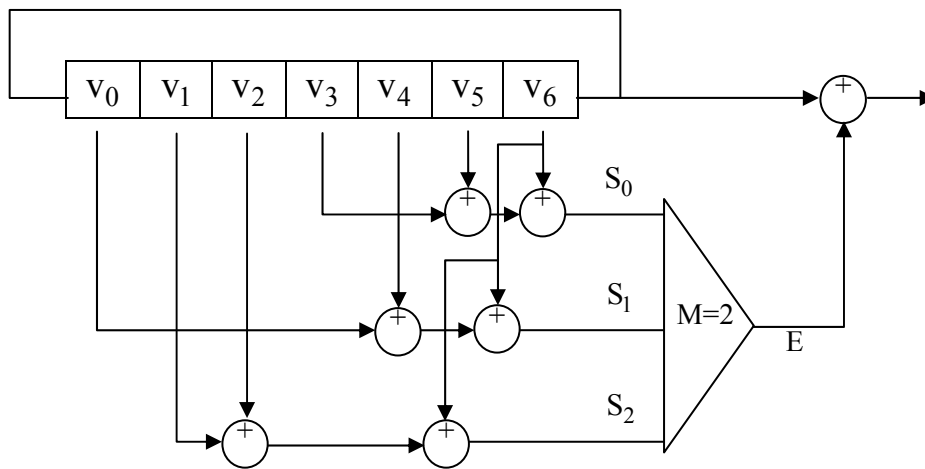 v₀ v₁ v₂ v₃ v₄ v₅ v₆
+
+ +
S₀
+ +
S₁
M=2
E
+ +
S₂